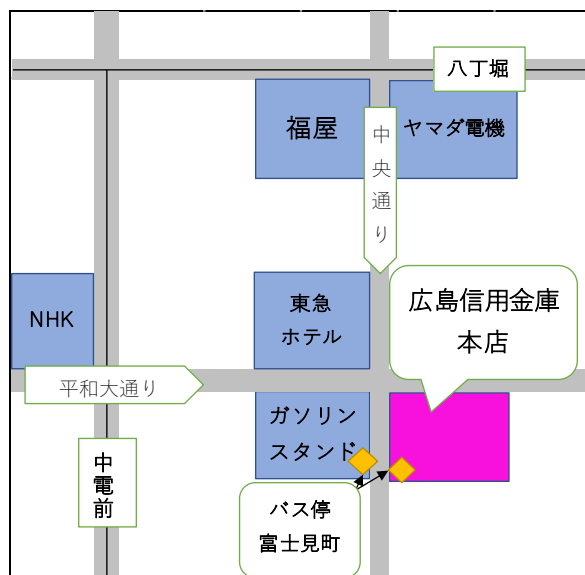 八丁堀
福屋
ヤマダ電機
中央通り
NHK
東急
ホテル
広島信用金庫
本店
平和大通り
ガソリン
スタンド
中電前
バス停
富士見町